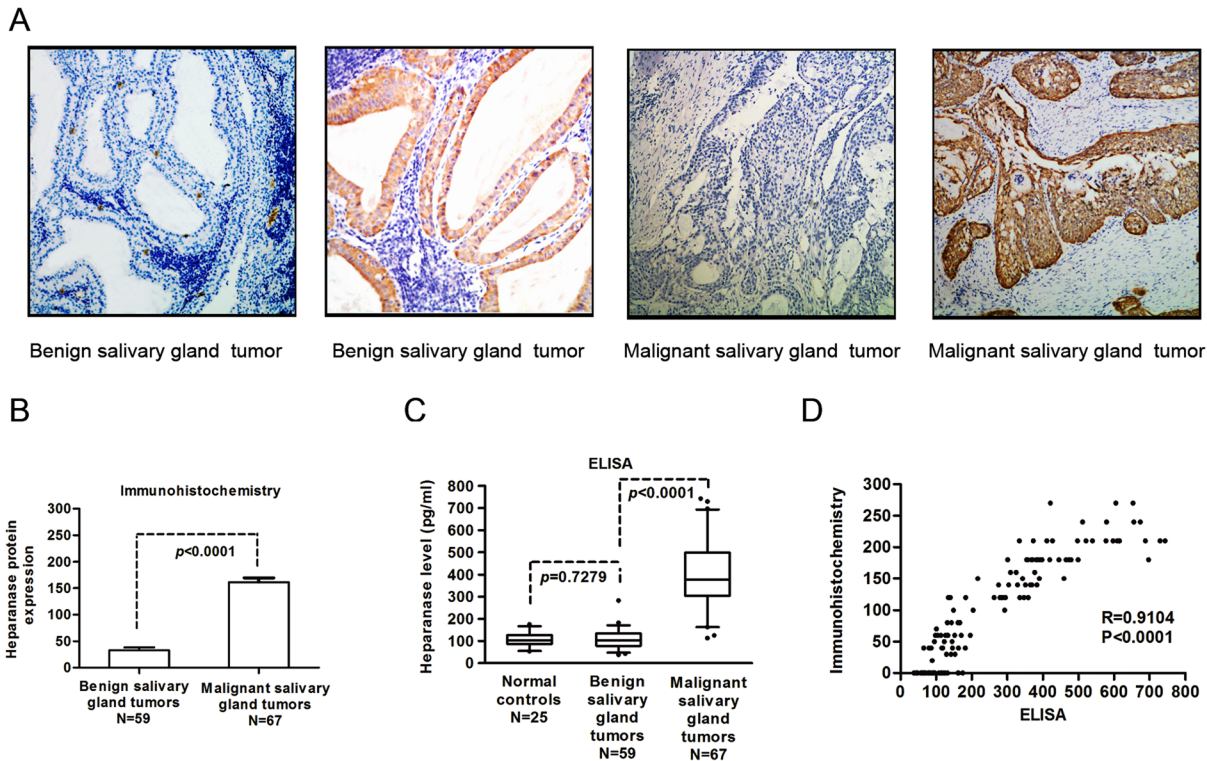 A
Benign salivary gland tumor
Benign salivary gland tumor
Malignant salivary gland tumor
Malignant salivary gland tumor
B
Immunohistochemistry
Heparanase protein
expression
300
250
200
150
100
50
0
p<0.0001
Benign salivary
gland tumors
N=59
Malignant salivary
gland tumors
N=67
C
ELISA
Heparanase level (pg/ml)
800
700
600
500
400
300
200
100
0
p<0.0001
p=0.7279
Normal
controls
N=25
Benign
salivary
gland
tumors
N=59
Malignant
salivary
gland
tumors
N=67
D
Immunohistochemistry
300
250
200
150
100
50
0
R=0.9104
P<0.0001
0 100 200 300 400 500 600 700 800
ELISA